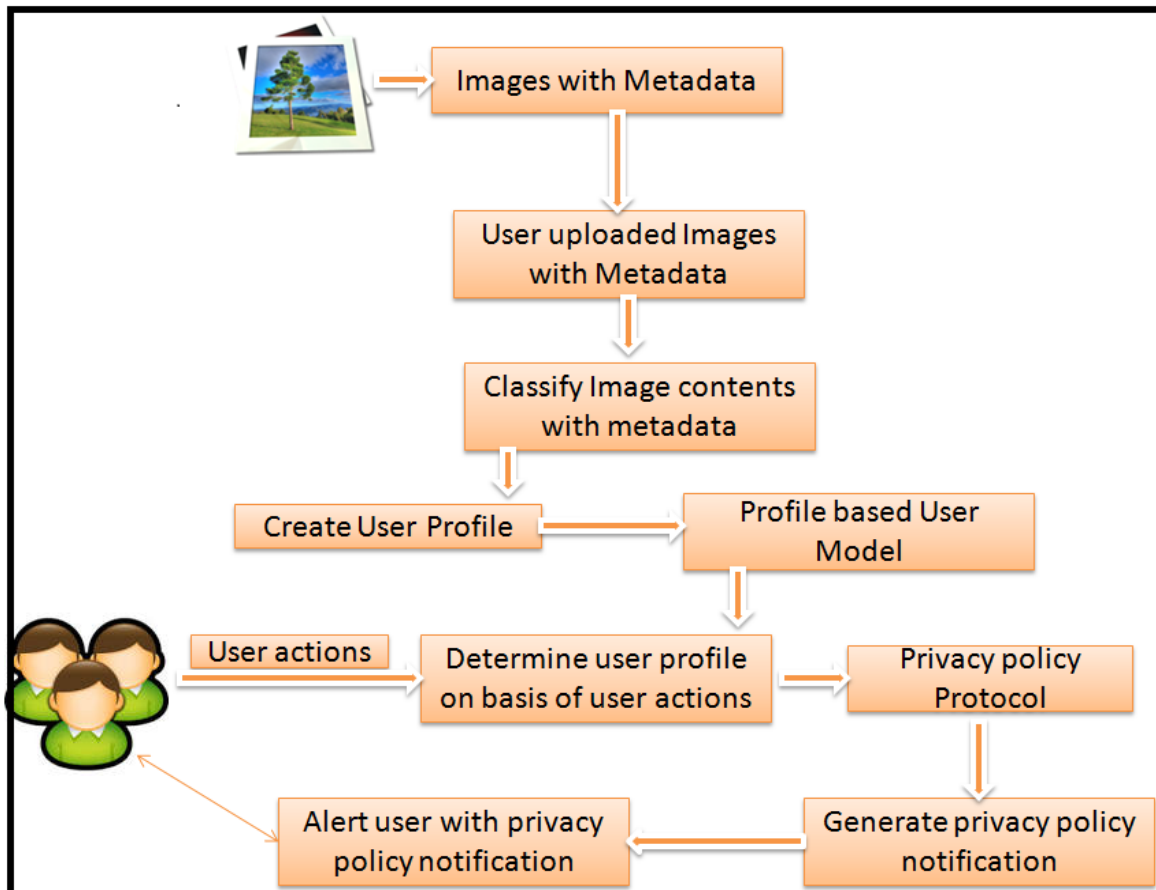 Images with Metadata
User uploaded Images
with Metadata
Classify Image contents
with metadata
Create User Profile
Profile based User
Model
User actions
Determine user profile
on basis of user actions
Privacy policy
Protocol
Alert user with privacy
policy notification
Generate privacy policy
notification